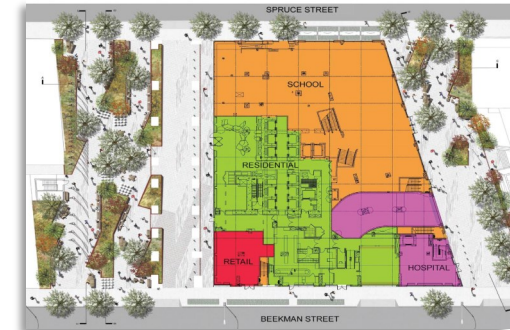 SPRUCE STREET
SCHOOL
RESIDENTIAL
RETAIL
HOSPITAL
BEEKMAN STREET